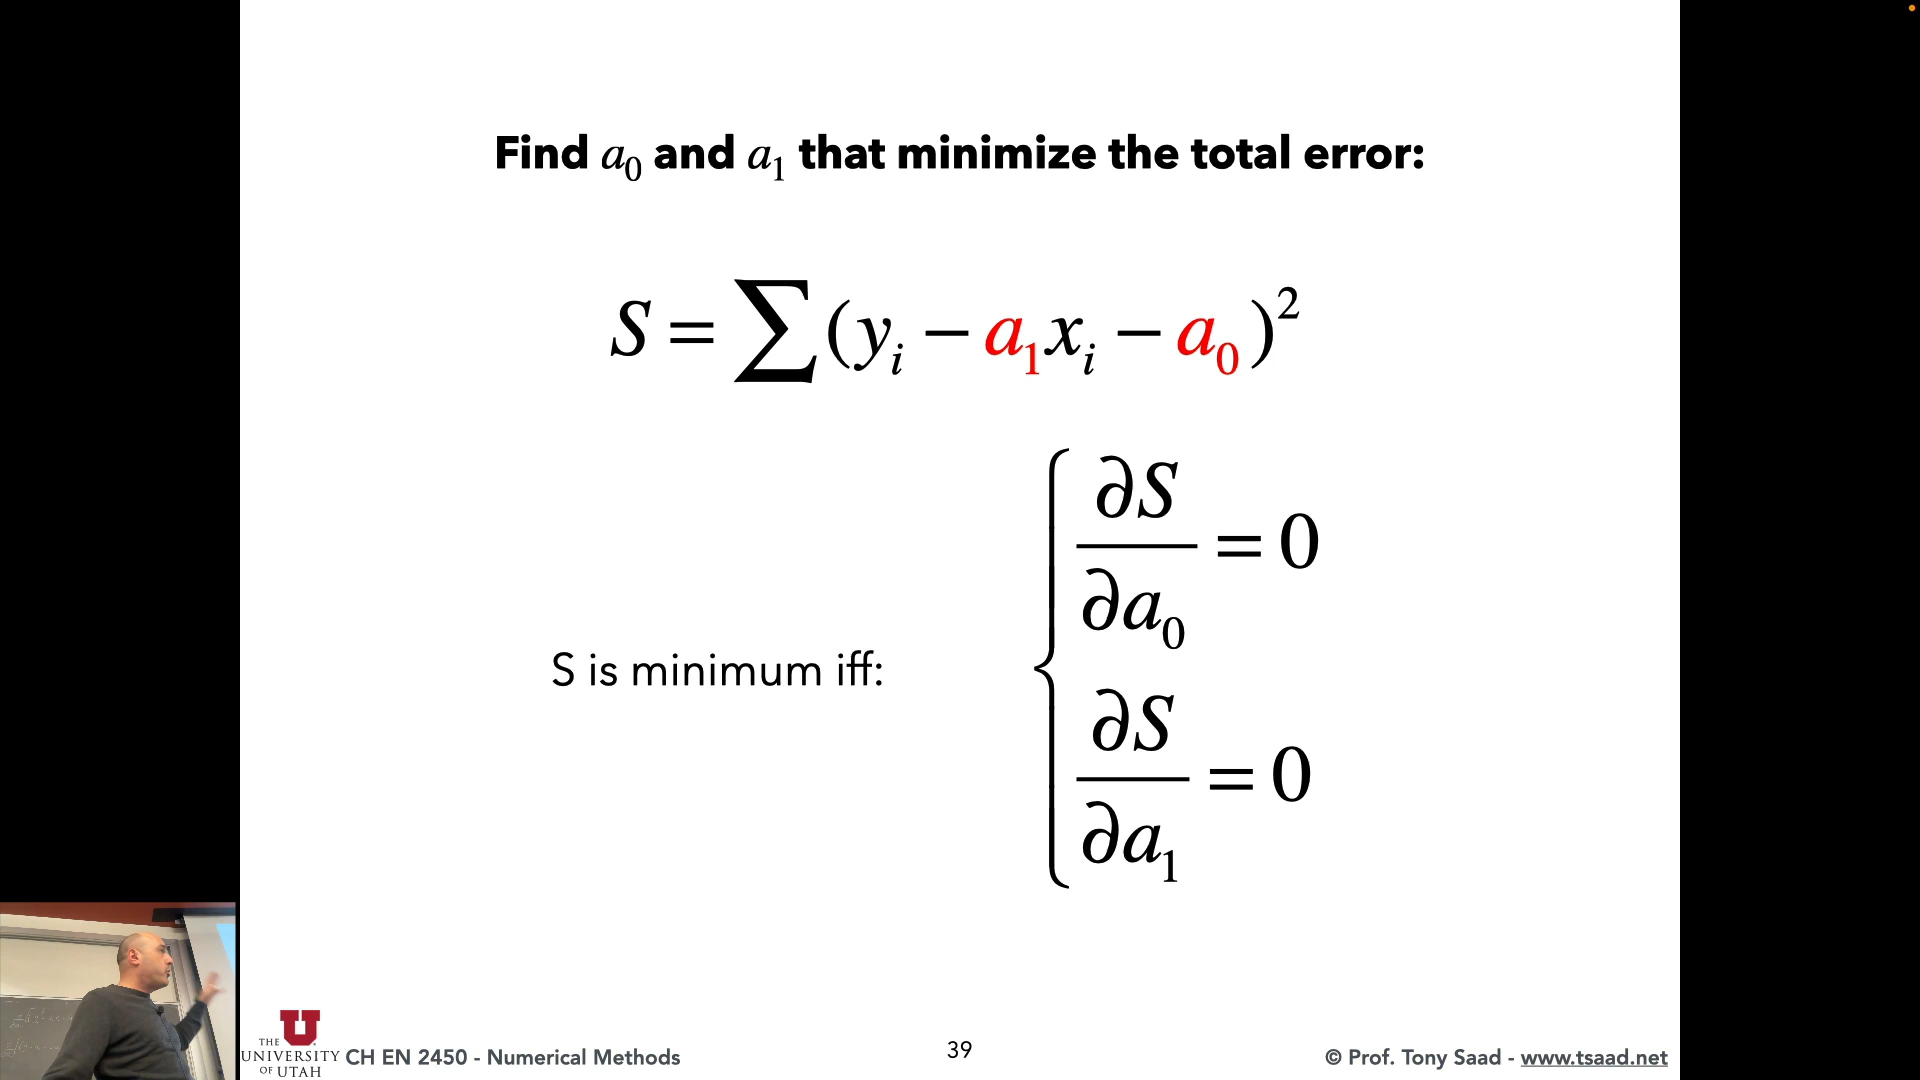 Find a₀ and a₁ that minimize the total error:
S = ∑(yᵢ − a₁xᵢ − a₀)²
S is minimum iff:
∂S/∂a₀ = 0
∂S/∂a₁ = 0
THE
UNIVERSITY
OF UTAH
CH EN 2450 - Numerical Methods
39
© Prof. Tony Saad - www.tsaad.net